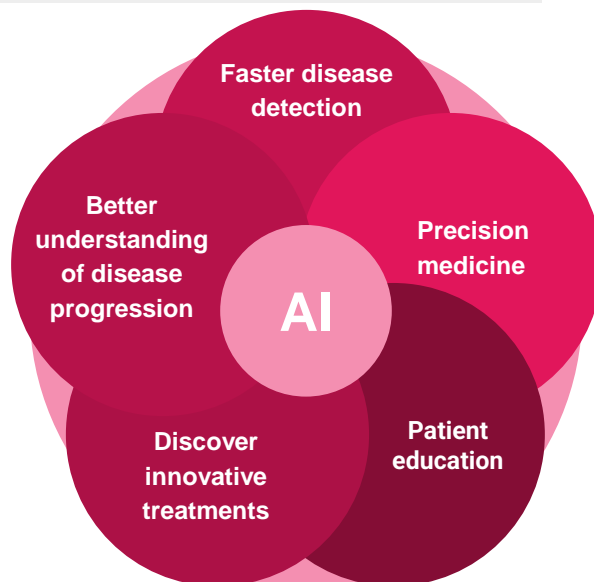 Faster disease
detection
Better
understanding
of disease
progression
Precision
medicine
AI
Discover
innovative
treatments
Patient
education